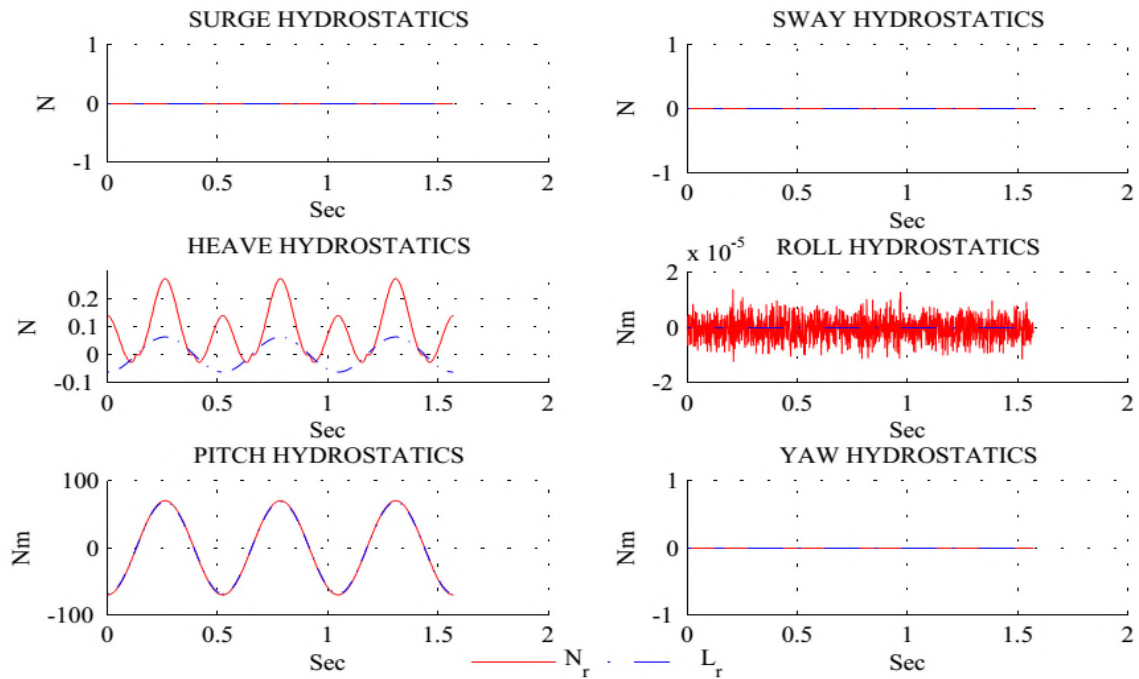 SURGE HYDROSTATICS
1
0
-1
N
0 0.5 1 1.5 2
Sec
SWAY HYDROSTATICS
1
0
-1
N
0 0.5 1 1.5 2
Sec
HEAVE HYDROSTATICS
0.2
0.1
0
-0.1
N
0 0.5 1 1.5 2
Sec
x 10^-5
ROLL HYDROSTATICS
2
0
-2
Nm
0 0.5 1 1.5 2
Sec
PITCH HYDROSTATICS
100
0
-100
Nm
0 0.5 1 1.5 2
Sec
YAW HYDROSTATICS
1
0
-1
Nm
0 0.5 1 1.5 2
Sec
N_r L_r